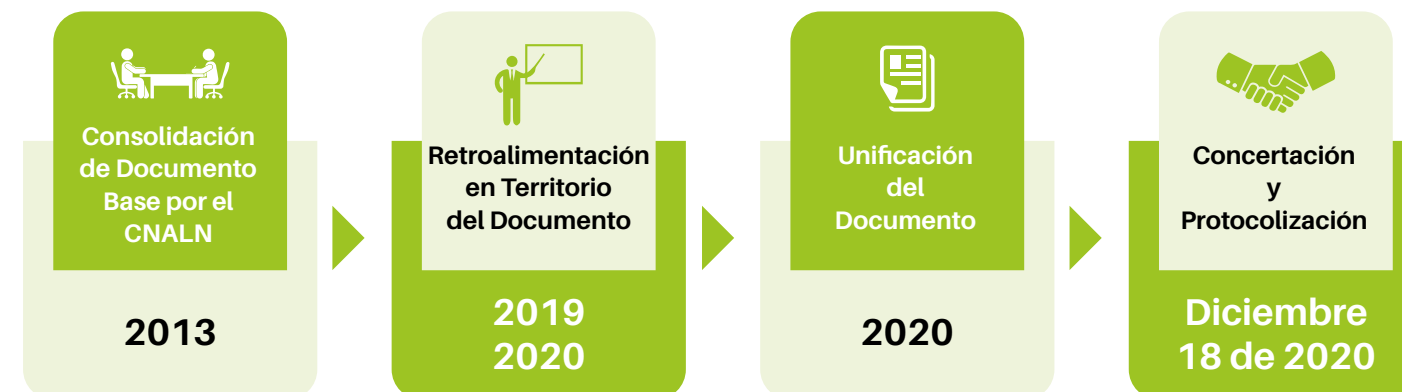 Consolidación
de Documento
Base por el
CNALN
2013
Retroalimentación
en Territorio
del Documento
2019
2020
Unificación
del
Documento
2020
Concertación
y
Protocolización
Diciembre
18 de 2020